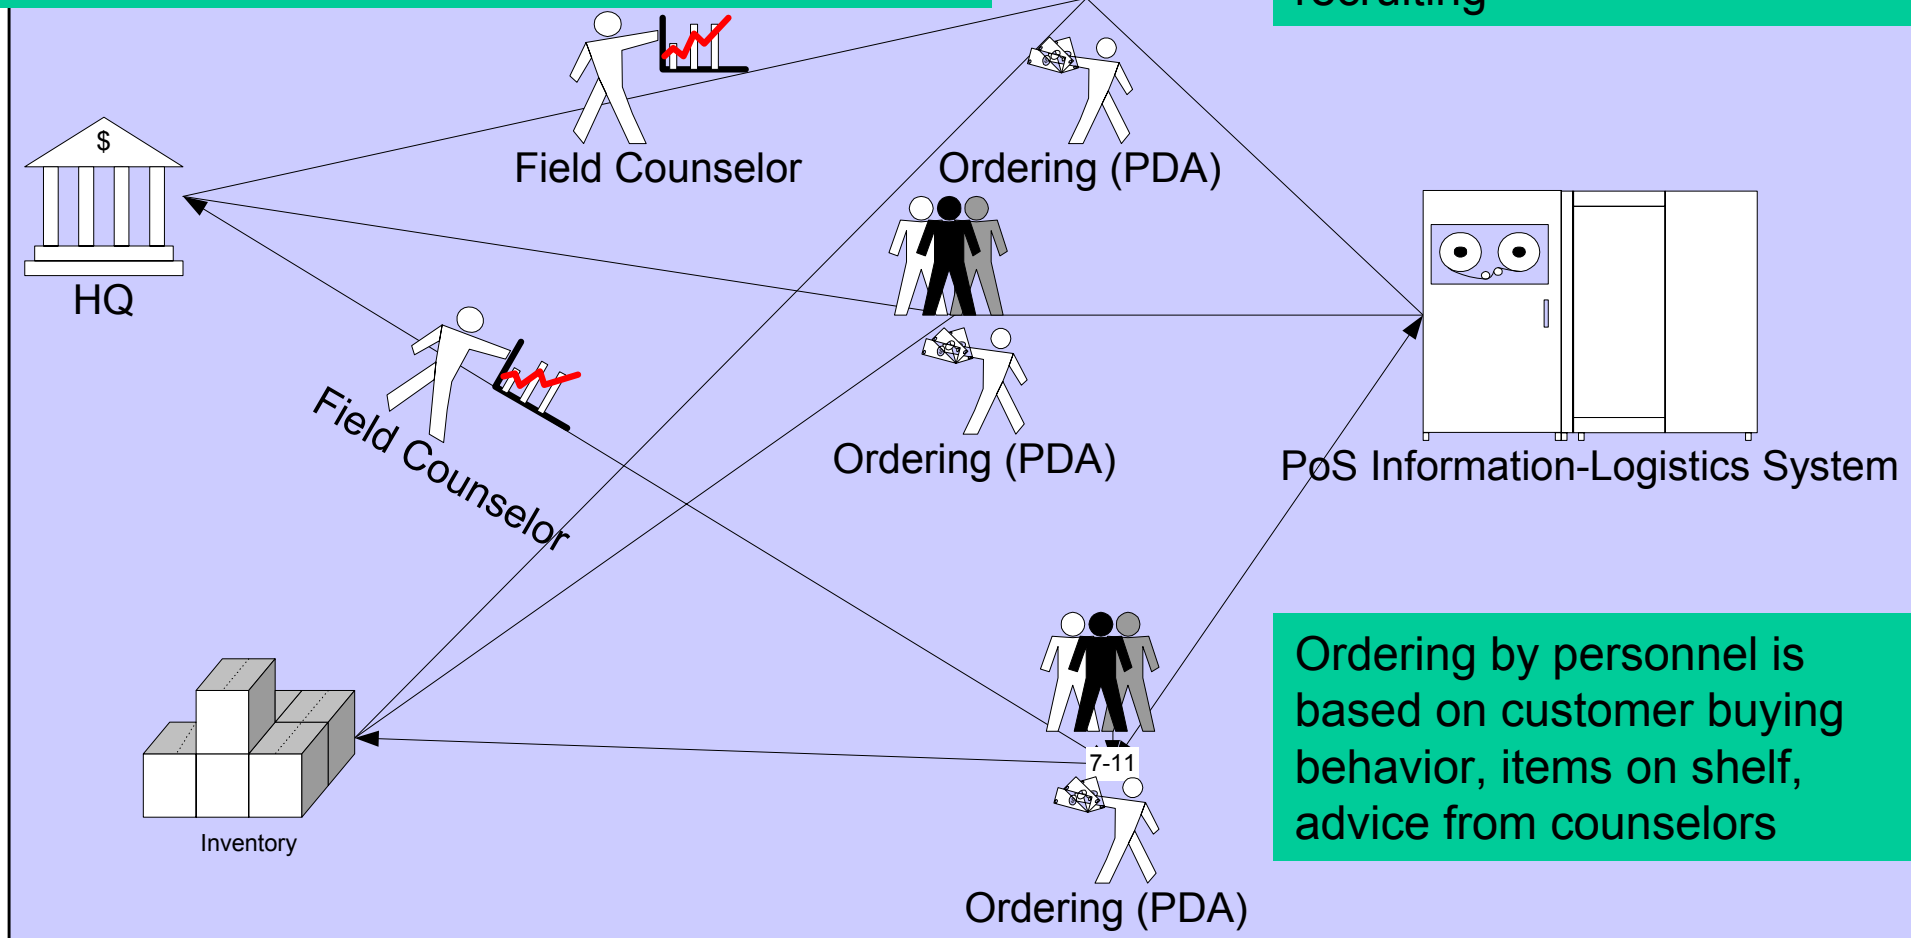 recruiting
$
Field Counselor
Ordering (PDA)
HQ
Field Counselor
Ordering (PDA)
PoS Information-Logistics System
Ordering by personnel is
based on customer buying
behavior, items on shelf,
advice from counselors
7-11
Inventory
Ordering (PDA)